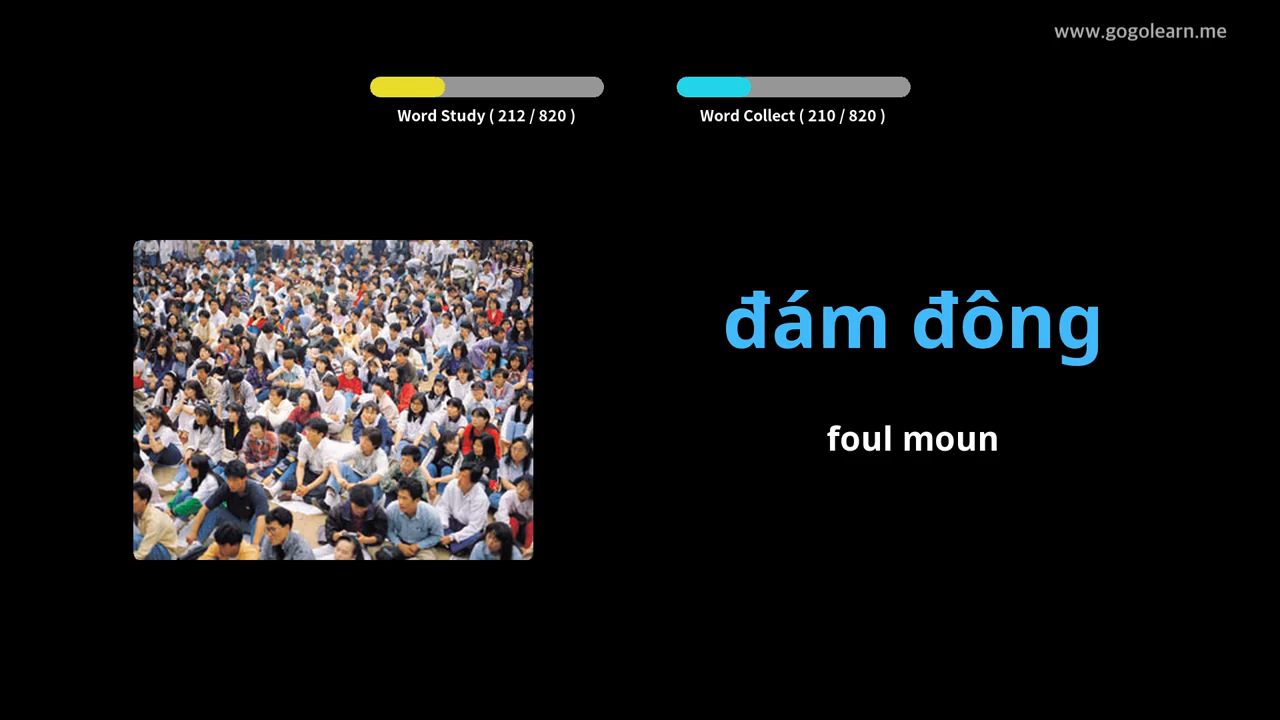 www.gogolearn.me
Word Study ( 212 / 820 )
Word Collect ( 210 / 820 )
đám đông
foul moun